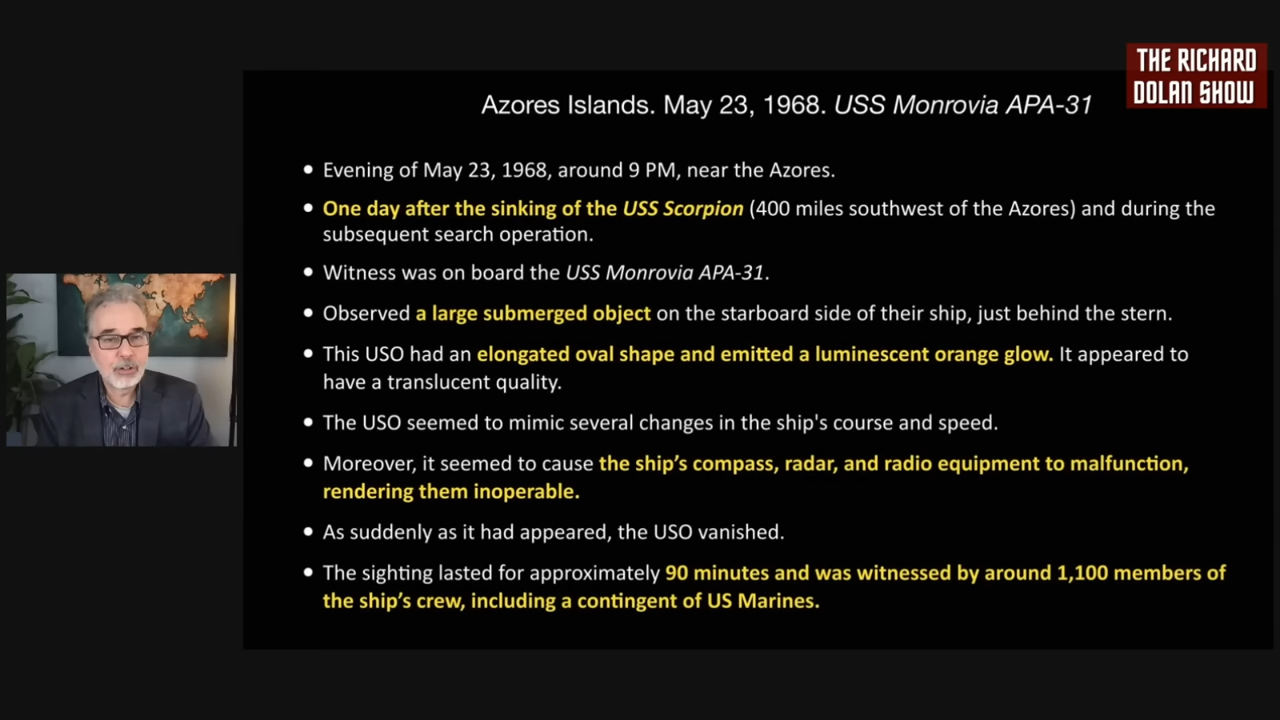 THE RICHARD
DOLAN SHOW
Azores Islands. May 23, 1968. USS Monrovia APA-31
• Evening of May 23, 1968, around 9 PM, near the Azores.
• One day after the sinking of the USS Scorpion (400 miles southwest of the Azores) and during the
subsequent search operation.
• Witness was on board the USS Monrovia APA-31.
• Observed a large submerged object on the starboard side of their ship, just behind the stern.
• This USO had an elongated oval shape and emitted a luminescent orange glow. It appeared to
have a translucent quality.
• The USO seemed to mimic several changes in the ship's course and speed.
• Moreover, it seemed to cause the ship’s compass, radar, and radio equipment to malfunction,
rendering them inoperable.
• As suddenly as it had appeared, the USO vanished.
• The sighting lasted for approximately 90 minutes and was witnessed by around 1,100 members of
the ship’s crew, including a contingent of US Marines.